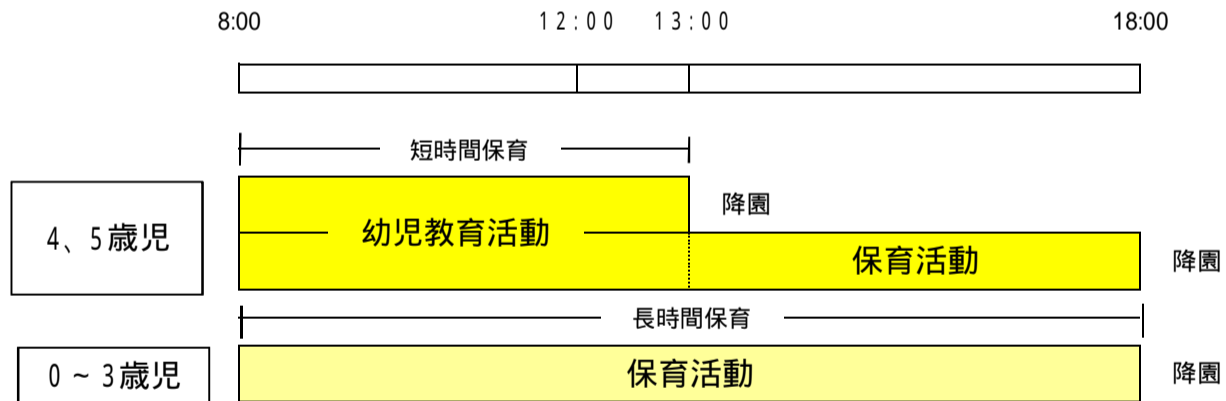 8:00 12:00 13:00 18:00
短時間保育
降園
4、5歳児
幼児教育活動
保育活動
降園
長時間保育
0~3歳児
保育活動
降園